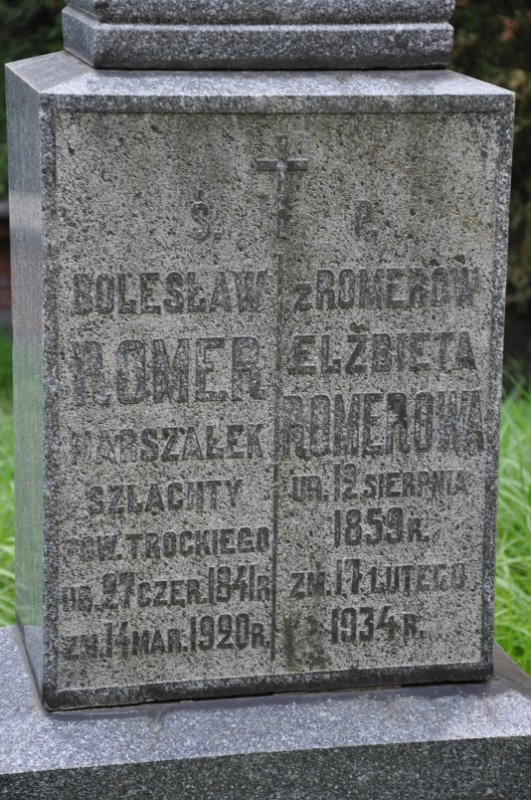 Ś. P.
BOLESŁAW
ROMER
MARSZAŁEK
SZLACHTY
POW. TROCKIEGO
UR. 27 CZER. 1841 R.
ZM. 14 MAR. 1920 R.
z ROMERÓW
ELŻBIETA
ROMEROWA
UR. 12 SIERPNIA
1859 R.
ZM. 17 LUTEGO
1934 R.